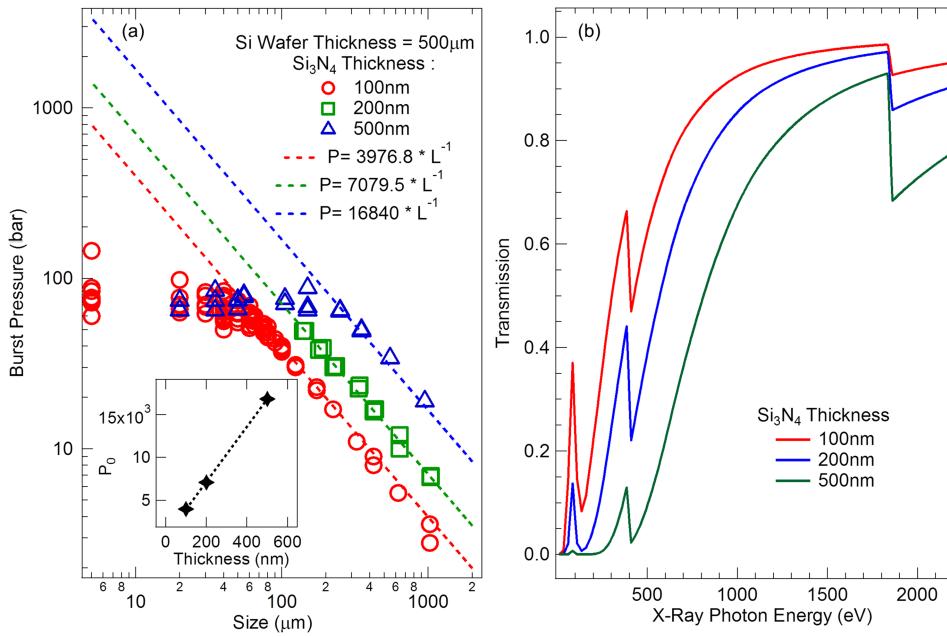 (a)
Si Wafer Thickness = 500μm
Si₃N₄ Thickness :
100nm
200nm
500nm
P= 3976.8 * L⁻¹
P= 7079.5 * L⁻¹
P= 16840 * L⁻¹
Burst Pressure (bar)
1000
100
10
P₀
15x10³
10
5
0
200
400
600
Thickness (nm)
6 8 2 4 6 8 2 4 6 8 2
10 100 1000
Size (μm)
(b)
Transmission
1.0
0.8
0.6
0.4
0.2
0.0
Si₃N₄ Thickness
100nm
200nm
500nm
500 1000 1500 2000
X-Ray Photon Energy (eV)